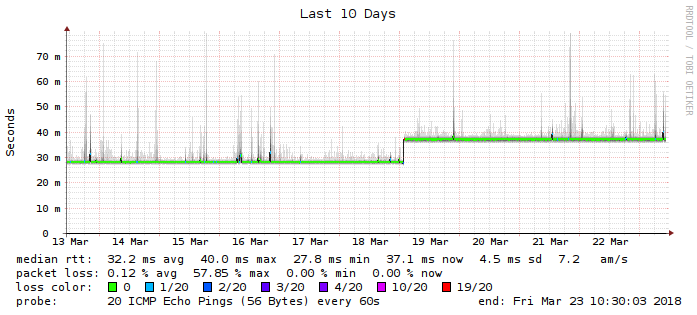 Last 10 Days
RRDTOOL / TOBI OETIKER
Seconds
70 m
60 m
50 m
40 m
30 m
20 m
10 m
0
13 Mar 14 Mar 15 Mar 16 Mar 17 Mar 18 Mar 19 Mar 20 Mar 21 Mar 22 Mar
median rtt: 32.2 ms avg 40.0 ms max 27.8 ms min 37.1 ms now 4.5 ms sd 7.2 am/s
packet loss: 0.12 % avg 57.85 % max 0.00 % min 0.00 % now
loss color: 0 1/20 2/20 3/20 4/20 10/20 19/20
probe: 20 ICMP Echo Pings (56 Bytes) every 60s end: Fri Mar 23 10:30:03 2018